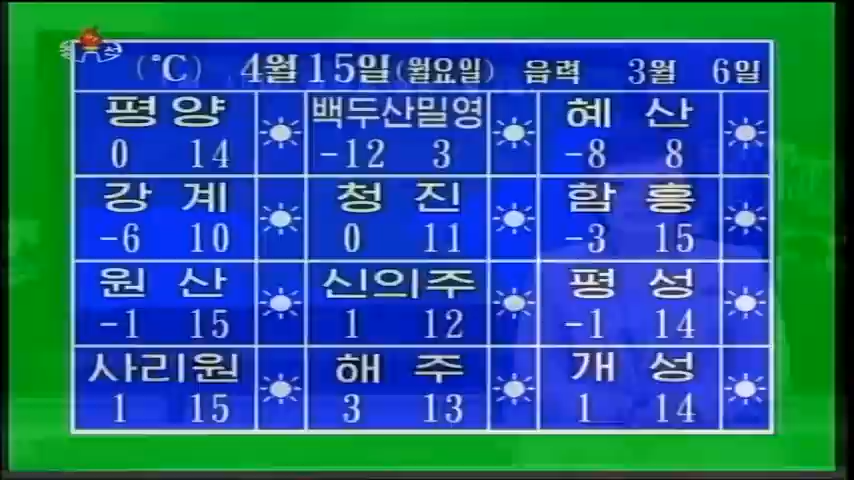 조선
(℃) 4월 15일(월요일) 음력 3월 6일
평양 백두산밀영 혜산
0 14 -12 3 -8 8
강계 청진 함흥
-6 10 0 11 -3 15
원산 신의주 평성
-1 15 1 12 -1 14
사리원 해주 개성
1 15 3 13 1 14